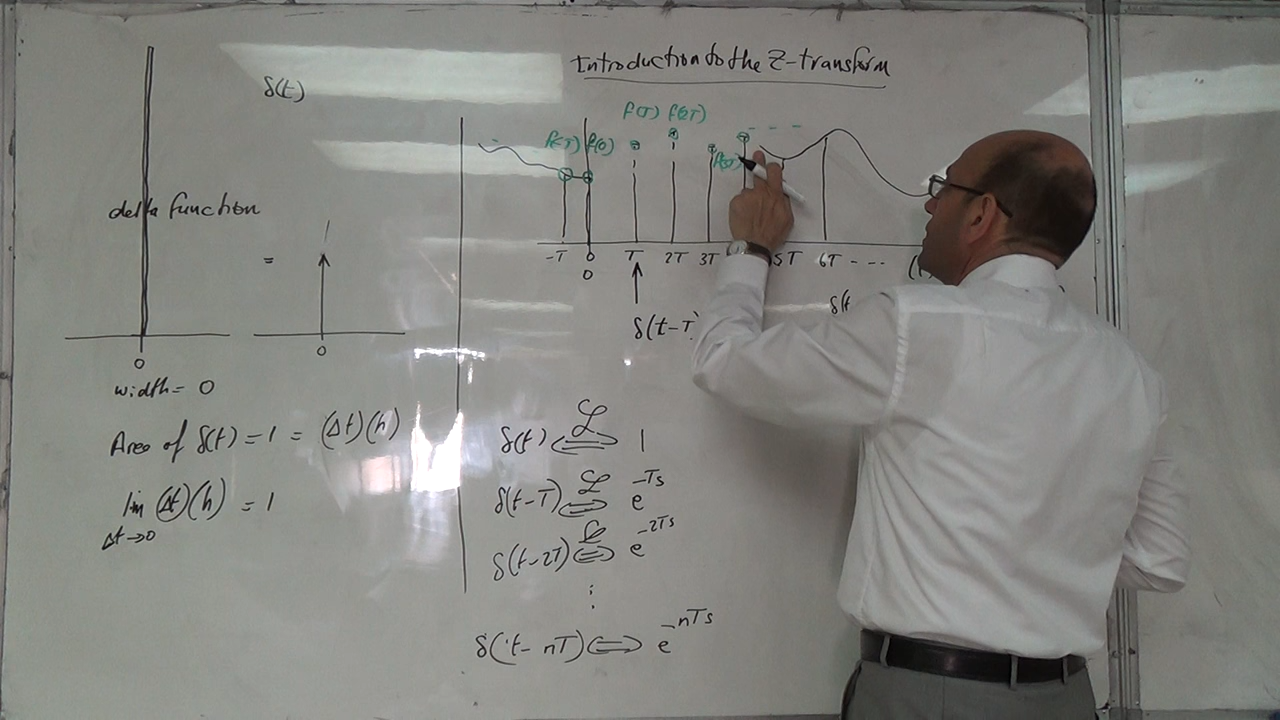 Introduction to the Z-transform
δ(t)
f(T) f(2T)
f(-T) f(0)
delta function
=
-T 0 T 2T 3T 5T 6T - - -
0
δ(t-T)
δ(t
0 0
width = 0
Area of δ(t) = 1 = (Δt)(h)
lim (Δt)(h) = 1
Δt→0
δ(t) ℒ ⇔ 1
δ(t-T) ℒ ⇔ e^-Ts
δ(t-2T) ℒ ⇔ e^-2Ts
⋮
δ(t-nT) ⇔ e^-nTs